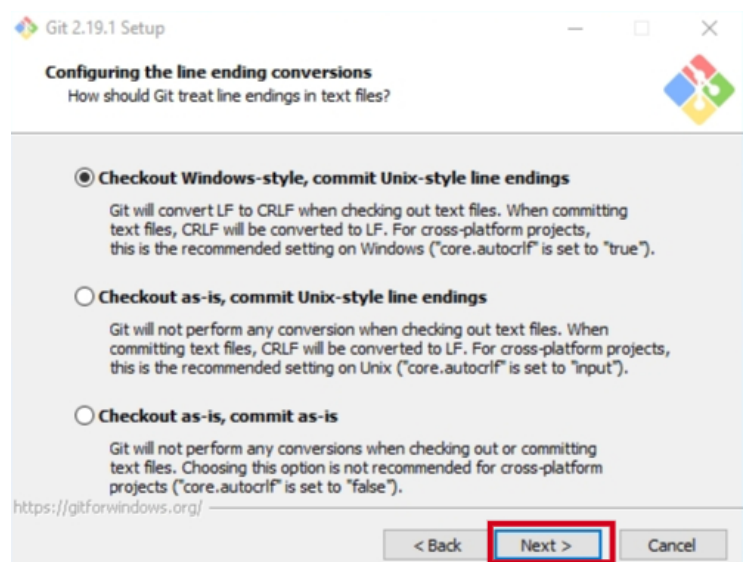 Git 2.19.1 Setup
Configuring the line ending conversions
How should Git treat line endings in text files?
Checkout Windows-style, commit Unix-style line endings
Git will convert LF to CRLF when checking out text files. When committing
text files, CRLF will be converted to LF. For cross-platform projects,
this is the recommended setting on Windows ("core.autocrlf" is set to "true").
Checkout as-is, commit Unix-style line endings
Git will not perform any conversion when checking out text files. When
committing text files, CRLF will be converted to LF. For cross-platform projects,
this is the recommended setting on Unix ("core.autocrlf" is set to "input").
Checkout as-is, commit as-is
Git will not perform any conversions when checking out or committing
text files. Choosing this option is not recommended for cross-platform
projects ("core.autocrlf" is set to "false").
https://gitforwindows.org/
< Back Next > Cancel